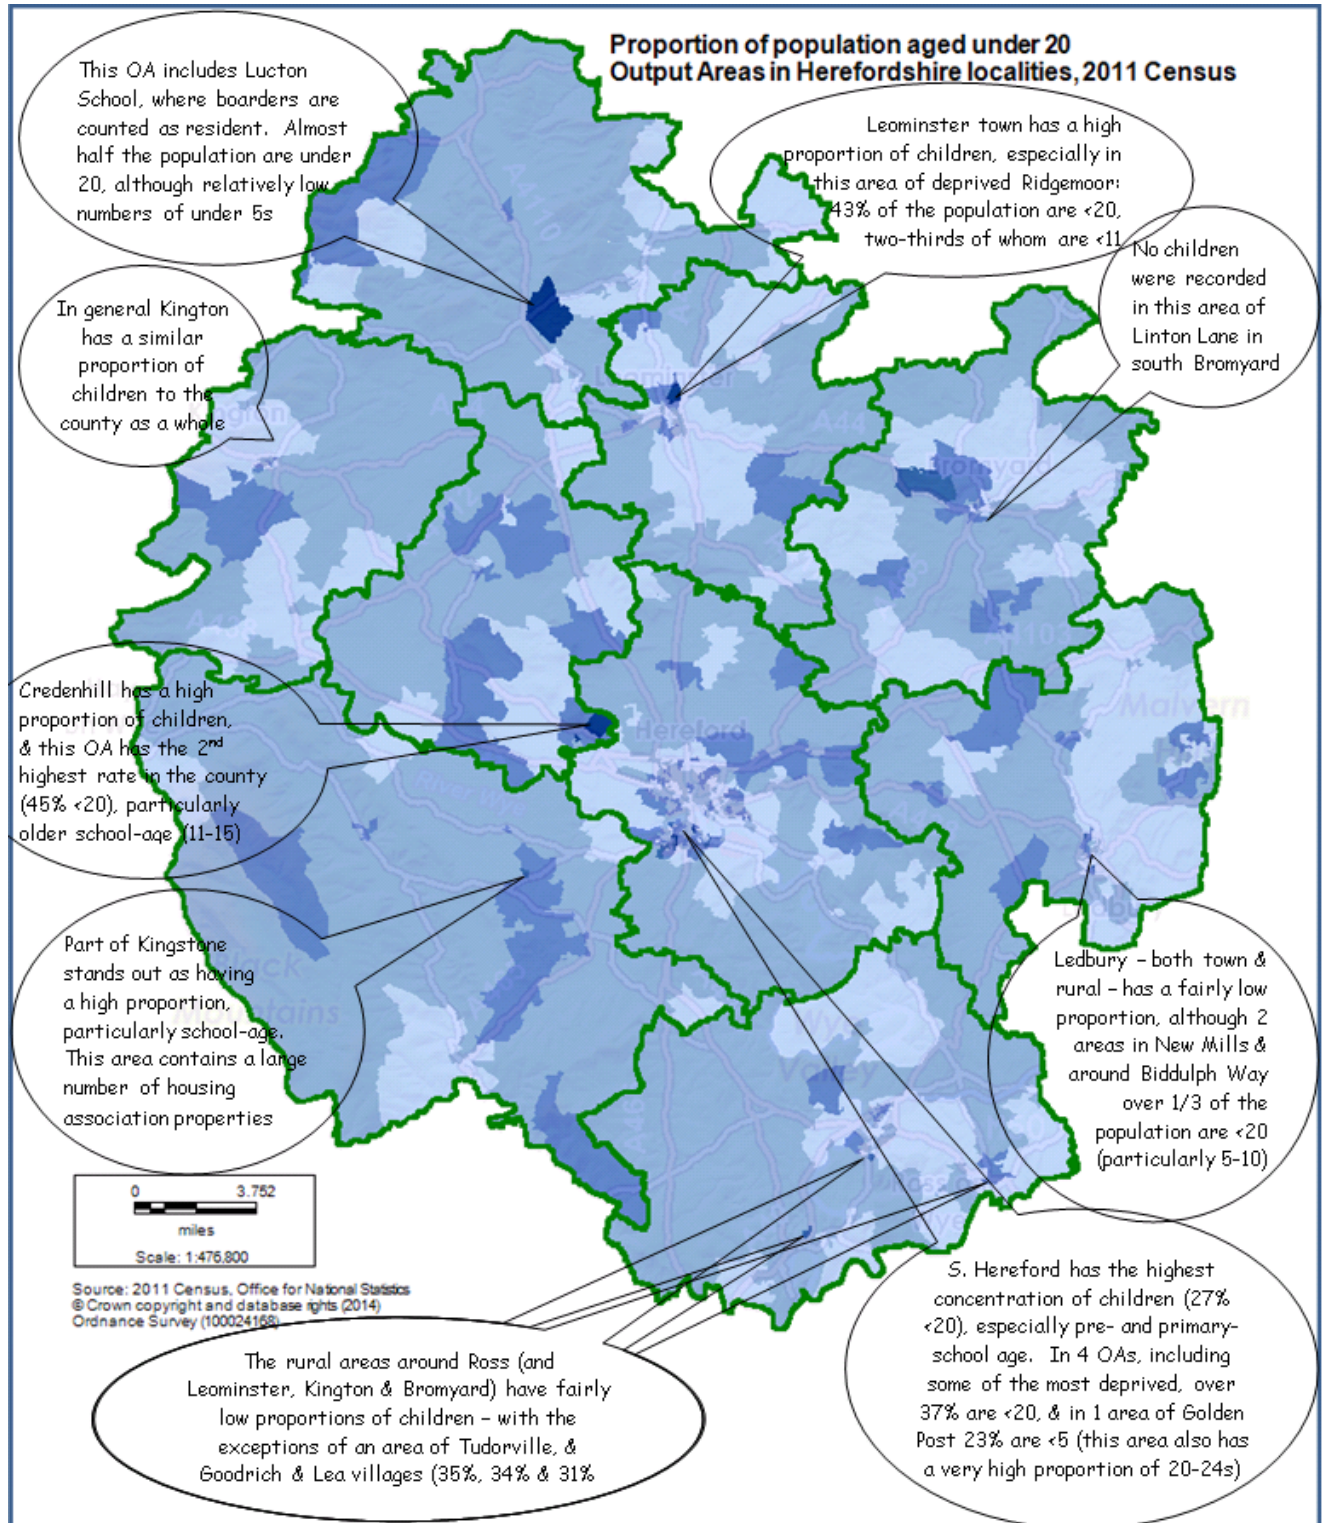 Proportion of population aged under 20
Output Areas in Herefordshire localities, 2011 Census
This OA includes Lucton
School, where boarders are
counted as resident. Almost
half the population are under
20, although relatively low
numbers of under 5s
Leominster town has a high
proportion of children, especially in
this area of deprived Ridgemoor:
43% of the population are <20,
two-thirds of whom are <11
No children
were recorded
in this area of
Linton Lane in
south Bromyard
In general Kington
has a similar
proportion of
children to the
county as a whole
Kington
Leominster
A44
Bromyard
Credenhill has a high
proportion of children,
& this OA has the 2nd
highest rate in the county
(45% <20), particularly
older school-age (11-15)
Hereford
Malvern
Part of Kingstone
stands out as having
a high proportion,
particularly school-age.
This area contains a large
number of housing
association properties
Black
Mountains
Wye
Valley
Ledbury
Ledbury – both town &
rural – has a fairly low
proportion, although 2
areas in New Mills &
around Biddulph Way
over 1/3 of the
population are <20
(particularly 5-10)
0 3.752
miles
Scale: 1:476,800
Source: 2011 Census, Office for National Statistics
© Crown copyright and database rights (2014)
Ordnance Survey (100024168)
The rural areas around Ross (and
Leominster, Kington & Bromyard) have fairly
low proportions of children – with the
exceptions of an area of Tudorville, &
Goodrich & Lea villages (35%, 34% & 31%
S. Hereford has the highest
concentration of children (27%
<20), especially pre- and primary-
school age. In 4 OAs, including
some of the most deprived, over
37% are <20, & in 1 area of Golden
Post 23% are <5 (this area also has
a very high proportion of 20-24s)